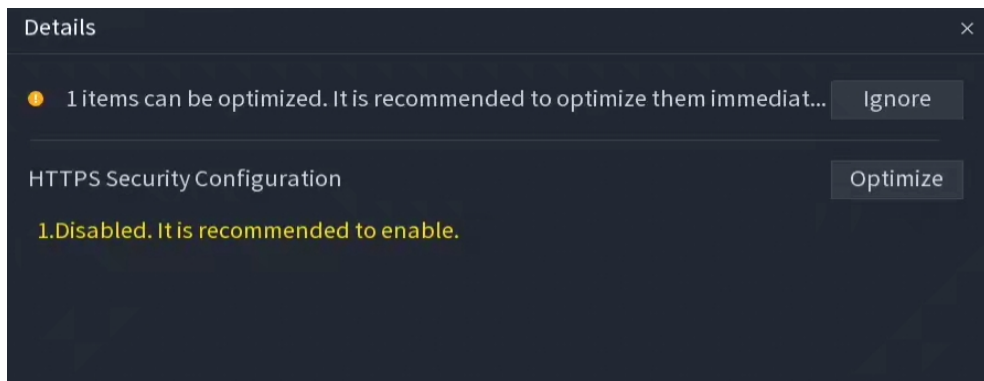 Details
×
1 items can be optimized. It is recommended to optimize them immediat...
Ignore
HTTPS Security Configuration
Optimize
1.Disabled. It is recommended to enable.